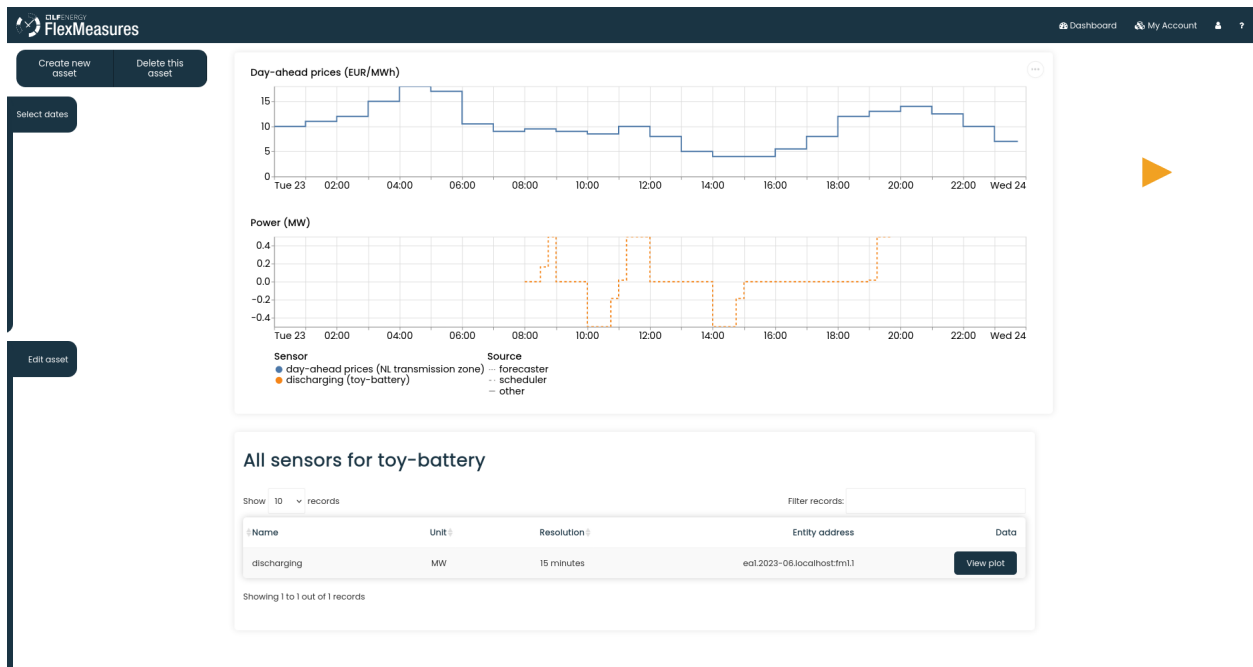 LFENERGY
FlexMeasures
Dashboard My Account ?
Create new asset
Delete this asset
Select dates
Edit asset
Day-ahead prices (EUR/MWh)
15
10
5
0
Tue 23 02:00 04:00 06:00 08:00 10:00 12:00 14:00 16:00 18:00 20:00 22:00 Wed 24
Power (MW)
0.4
0.2
0.0
−0.2
−0.4
Tue 23 02:00 04:00 06:00 08:00 10:00 12:00 14:00 16:00 18:00 20:00 22:00 Wed 24
Sensor Source
day-ahead prices (NL transmission zone) forecaster
discharging (toy-battery) scheduler
other
All sensors for toy-battery
Show 10 records Filter records:
Name Unit Resolution Entity address Data
discharging MW 15 minutes ea1.2023-06.localhost:fm1.1 View plot
Showing 1 to 1 out of 1 records